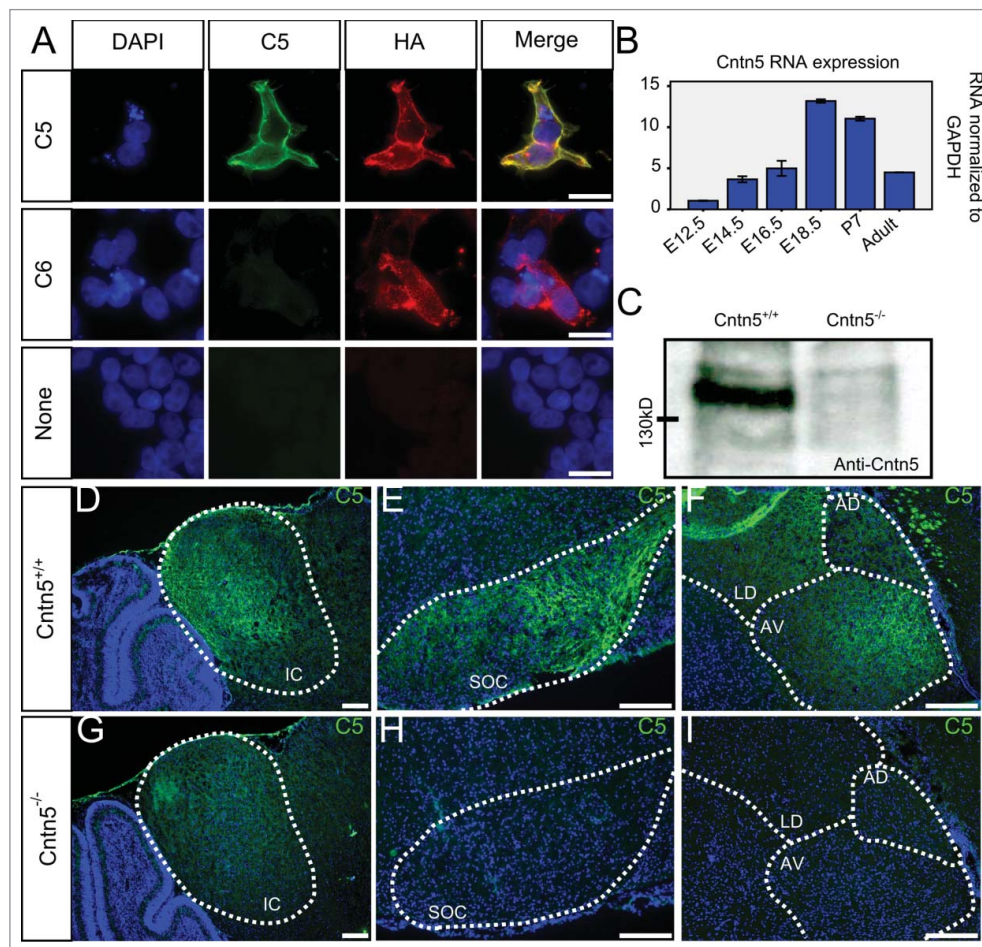 A
DAPI
C5
HA
Merge
C5
C6
None
B
Cntn5 RNA expression
15
10
5
0
E12.5
E14.5
E16.5
E18.5
P7
Adult
RNA normalized to
GAPDH
C
Cntn5+/+
Cntn5-/-
130kD
Anti-Cntn5
Cntn5+/+
D
C5
IC
E
C5
SOC
F
C5
AD
LD
AV
Cntn5-/-
G
C5
IC
H
C5
SOC
I
C5
AD
LD
AV